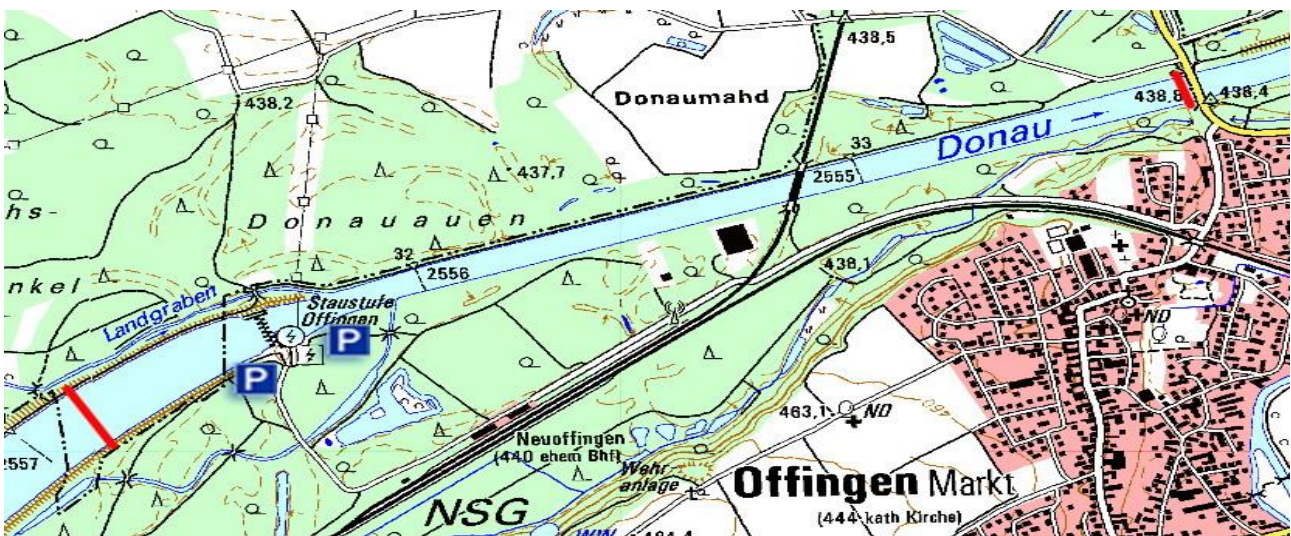 438,5
438,2
Donaumahd
438,8
438,4
Donau
33
2555
437,7
hs-
Donauauen
32
2556
438,1
nkel
Landgraben
Staustufe
Offingen
P
P
ND
463,1
ND
Neuoffingen
(440 ehem Bhf)
2557
Wehr-
anlage
Offingen Markt
NSG
(444 kath Kirche)